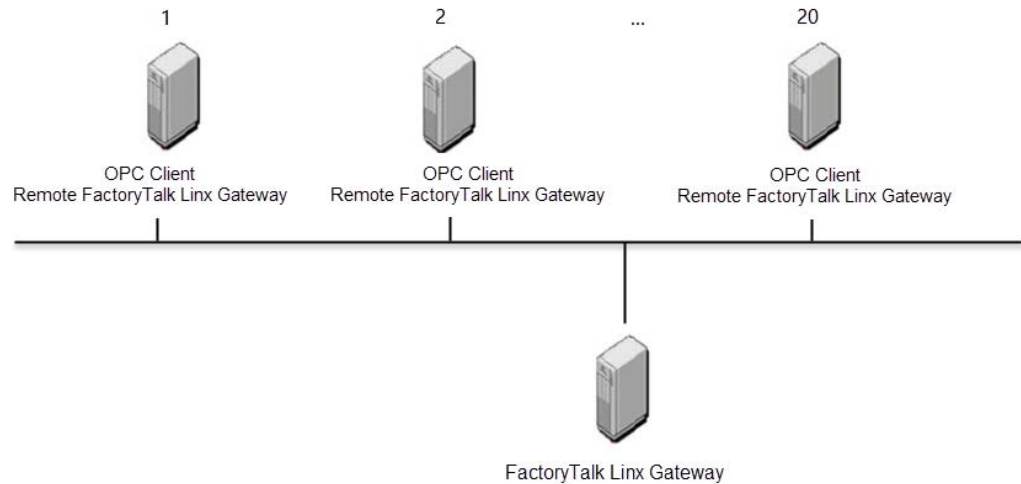 1 2 ... 20
OPC Client OPC Client OPC Client
Remote FactoryTalk Linx Gateway Remote FactoryTalk Linx Gateway Remote FactoryTalk Linx Gateway
FactoryTalk Linx Gateway